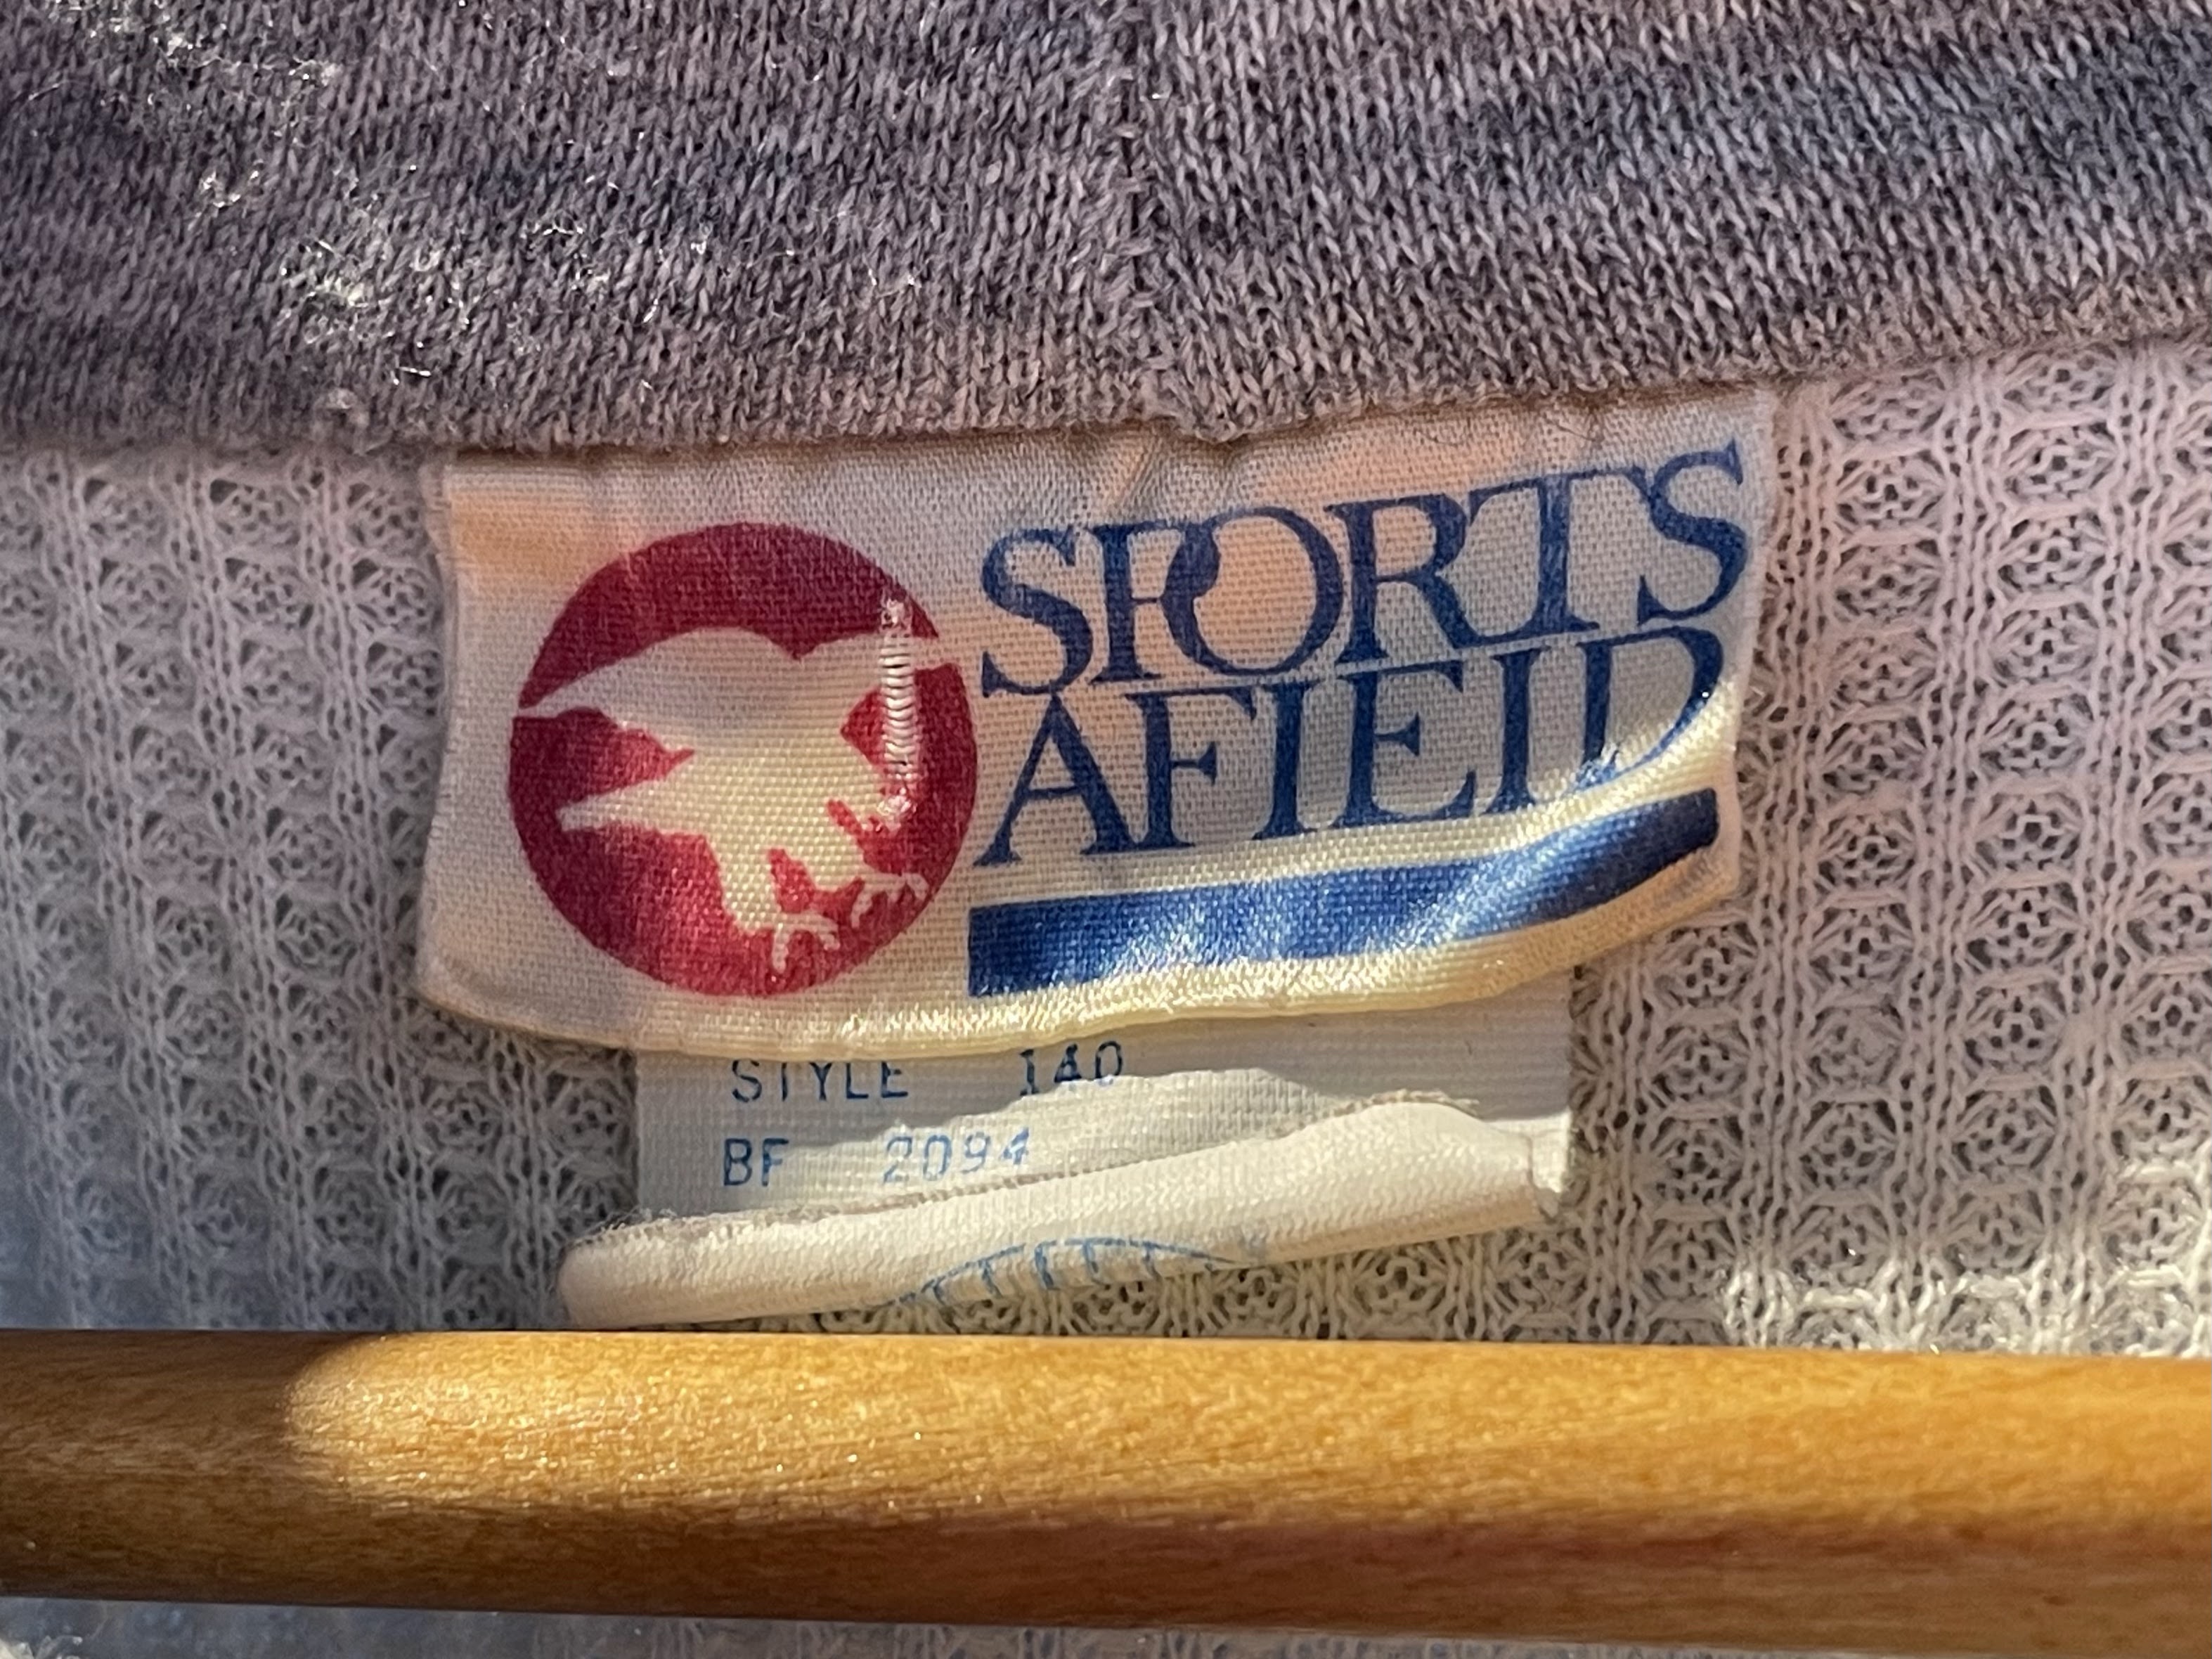 SPORTS
AFIELD
STYLE 140
BF 2094